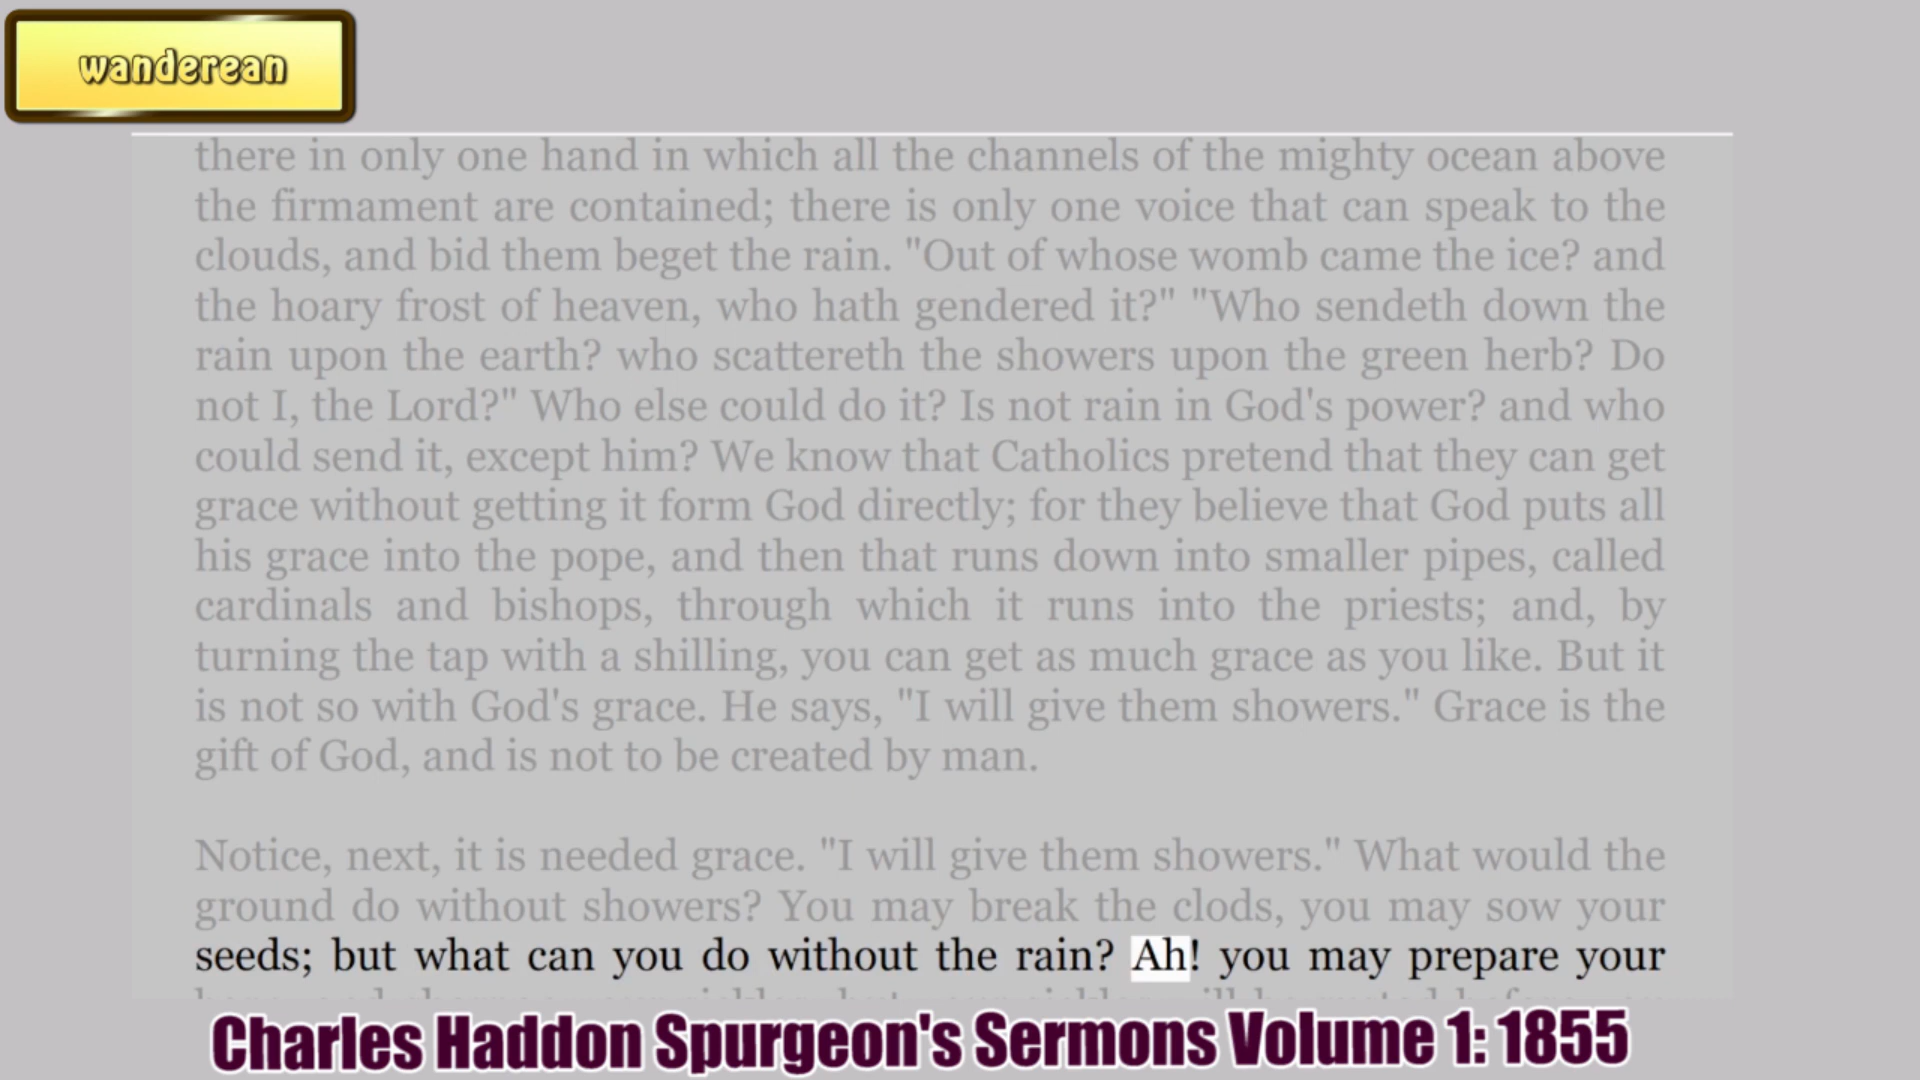 wanderean
there in only one hand in which all the channels of the mighty ocean above
the firmament are contained; there is only one voice that can speak to the
clouds, and bid them beget the rain. "Out of whose womb came the ice? and
the hoary frost of heaven, who hath gendered it?" "Who sendeth down the
rain upon the earth? who scattereth the showers upon the green herb? Do
not I, the Lord?" Who else could do it? Is not rain in God's power? and who
could send it, except him? We know that Catholics pretend that they can get
grace without getting it form God directly; for they believe that God puts all
his grace into the pope, and then that runs down into smaller pipes, called
cardinals and bishops, through which it runs into the priests; and, by
turning the tap with a shilling, you can get as much grace as you like. But it
is not so with God's grace. He says, "I will give them showers." Grace is the
gift of God, and is not to be created by man.
Notice, next, it is needed grace. "I will give them showers." What would the
ground do without showers? You may break the clods, you may sow your
seeds; but what can you do without the rain? Ah! you may prepare your
Charles Haddon Spurgeon's Sermons Volume 1: 1855